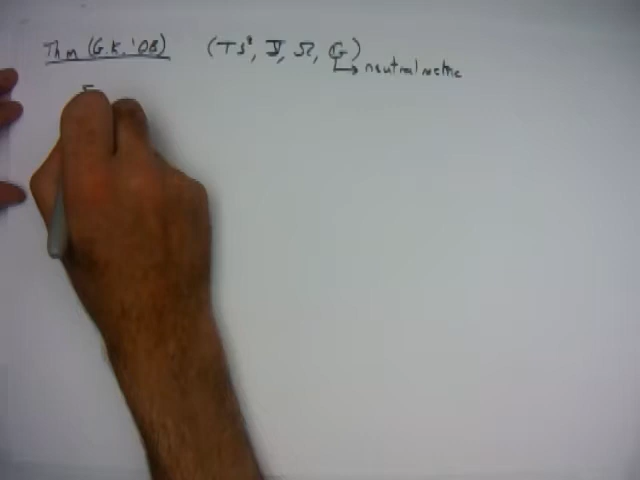 Thm (G.K. '08) (TS², J, Ω, G)
↳ neutral metric